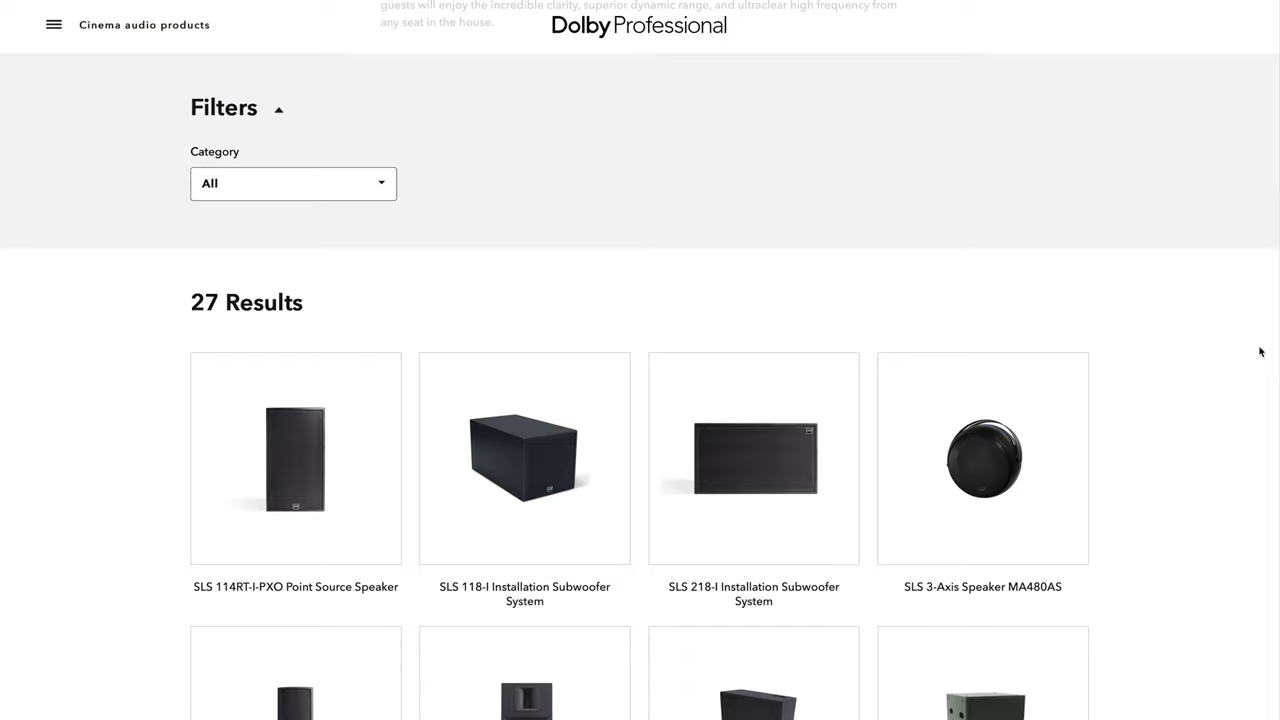 guests will enjoy the incredible clarity, superior dynamic range, and ultraclear high frequency from
any seat in the house.
Cinema audio products
Dolby Professional
Filters
Category
All
27 Results
SLS 114RT-I-PXO Point Source Speaker
SLS 118-I Installation Subwoofer
System
SLS 218-I Installation Subwoofer
System
SLS 3-Axis Speaker MA480AS